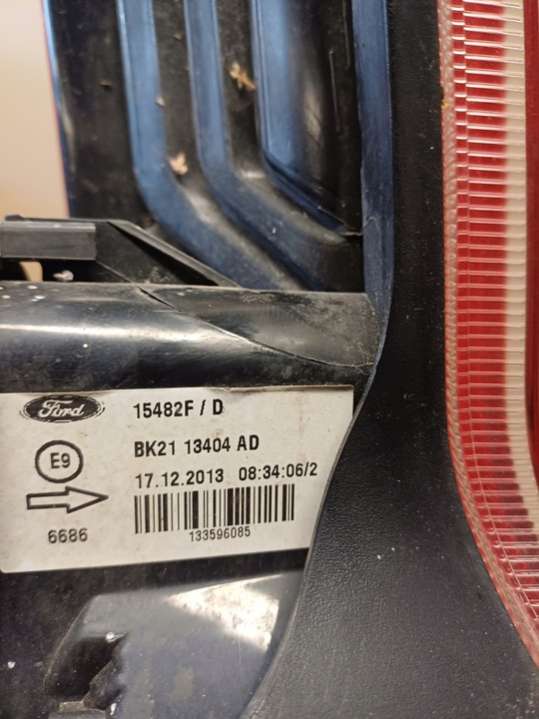 Ford
15482F / D
E9
BK21 13404 AD
17.12.2013 08:34:06/2
6686
133596085